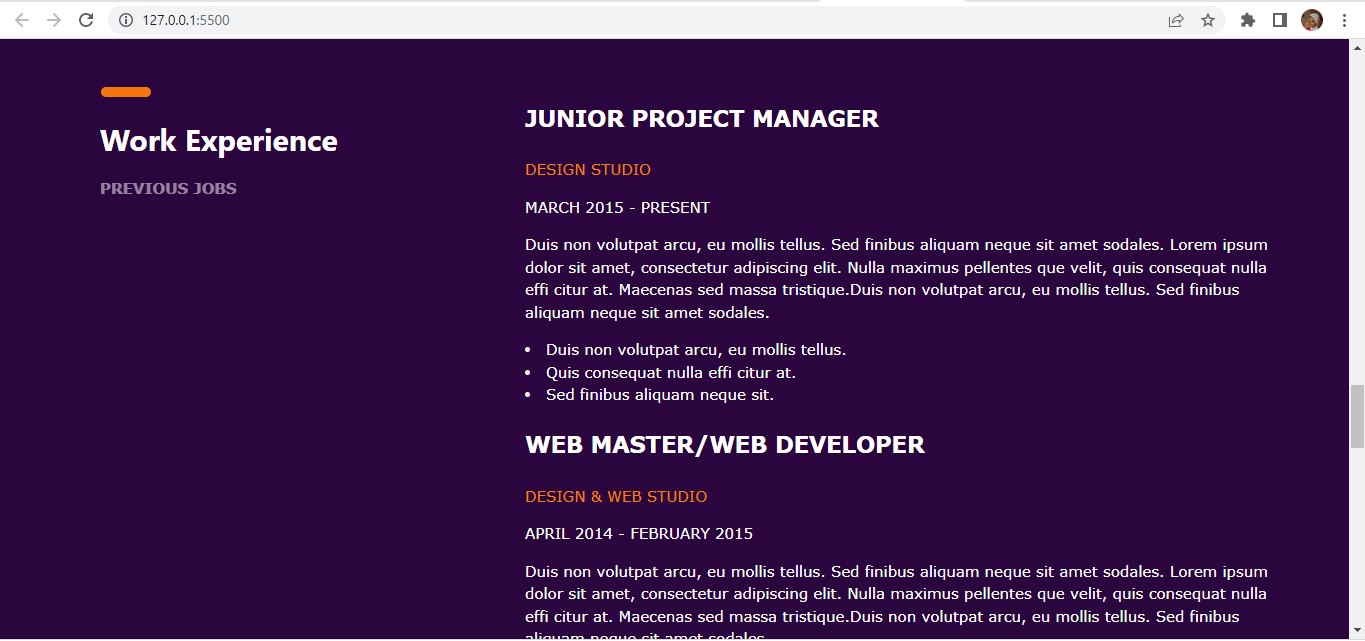 127.0.0.1:5500
Work Experience
PREVIOUS JOBS
JUNIOR PROJECT MANAGER
DESIGN STUDIO
MARCH 2015 - PRESENT
Duis non volutpat arcu, eu mollis tellus. Sed finibus aliquam neque sit amet sodales. Lorem ipsum
dolor sit amet, consectetur adipiscing elit. Nulla maximus pellentes que velit, quis consequat nulla
effi citur at. Maecenas sed massa tristique.Duis non volutpat arcu, eu mollis tellus. Sed finibus
aliquam neque sit amet sodales.
• Duis non volutpat arcu, eu mollis tellus.
• Quis consequat nulla effi citur at.
• Sed finibus aliquam neque sit.
WEB MASTER/WEB DEVELOPER
DESIGN & WEB STUDIO
APRIL 2014 - FEBRUARY 2015
Duis non volutpat arcu, eu mollis tellus. Sed finibus aliquam neque sit amet sodales. Lorem ipsum
dolor sit amet, consectetur adipiscing elit. Nulla maximus pellentes que velit, quis consequat nulla
effi citur at. Maecenas sed massa tristique.Duis non volutpat arcu, eu mollis tellus. Sed finibus
aliquam neque sit amet sodales.